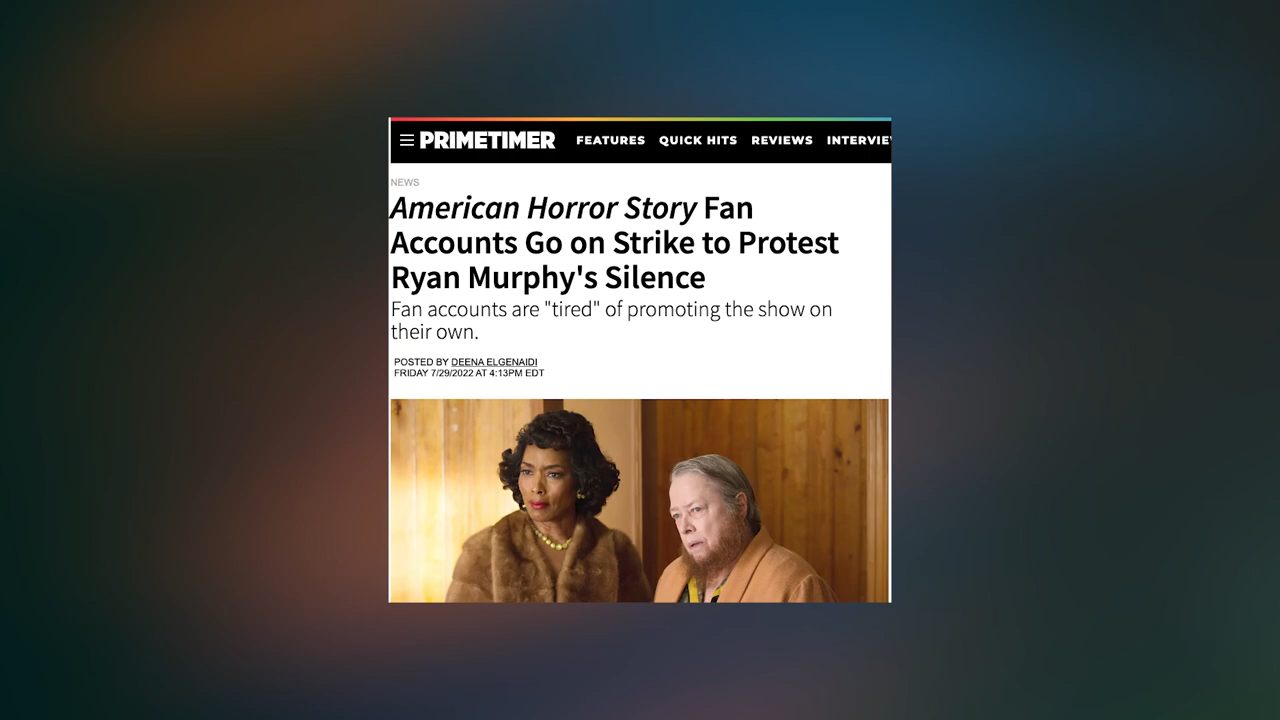 PRIMETIMER FEATURES QUICK HITS REVIEWS INTERVIE
NEWS
American Horror Story Fan
Accounts Go on Strike to Protest
Ryan Murphy's Silence
Fan accounts are "tired" of promoting the show on
their own.
POSTED BY DEENA ELGENAIDI
FRIDAY 7/29/2022 AT 4:13PM EDT